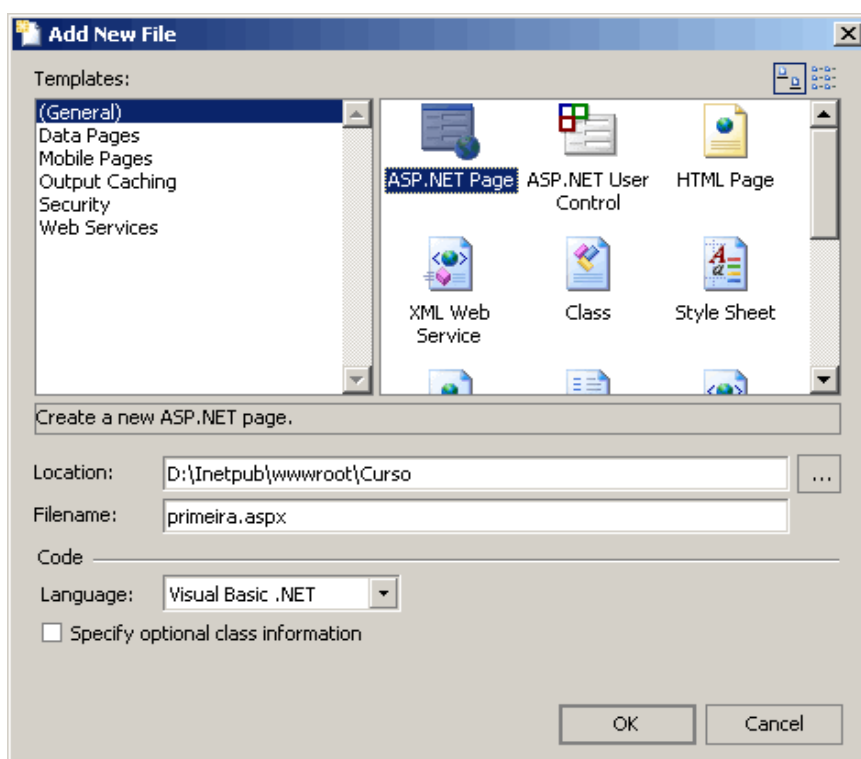 Add New File
Templates:
(General)
Data Pages
Mobile Pages
Output Caching
Security
Web Services
ASP.NET Page
ASP.NET User
Control
HTML Page
XML Web
Service
Class
Style Sheet
Create a new ASP.NET page.
Location:
D:\Inetpub\wwwroot\Curso
...
Filename:
primeira.aspx
Code
Language:
Visual Basic .NET
Specify optional class information
OK
Cancel